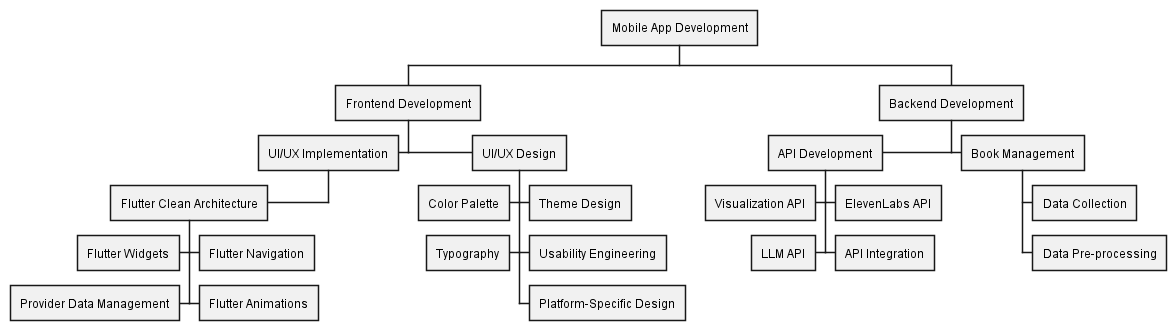 Mobile App Development
Frontend Development
Backend Development
UI/UX Implementation
UI/UX Design
API Development
Book Management
Flutter Clean Architecture
Color Palette
Theme Design
Visualization API
ElevenLabs API
Data Collection
Flutter Widgets
Flutter Navigation
Typography
Usability Engineering
LLM API
API Integration
Data Pre-processing
Provider Data Management
Flutter Animations
Platform-Specific Design